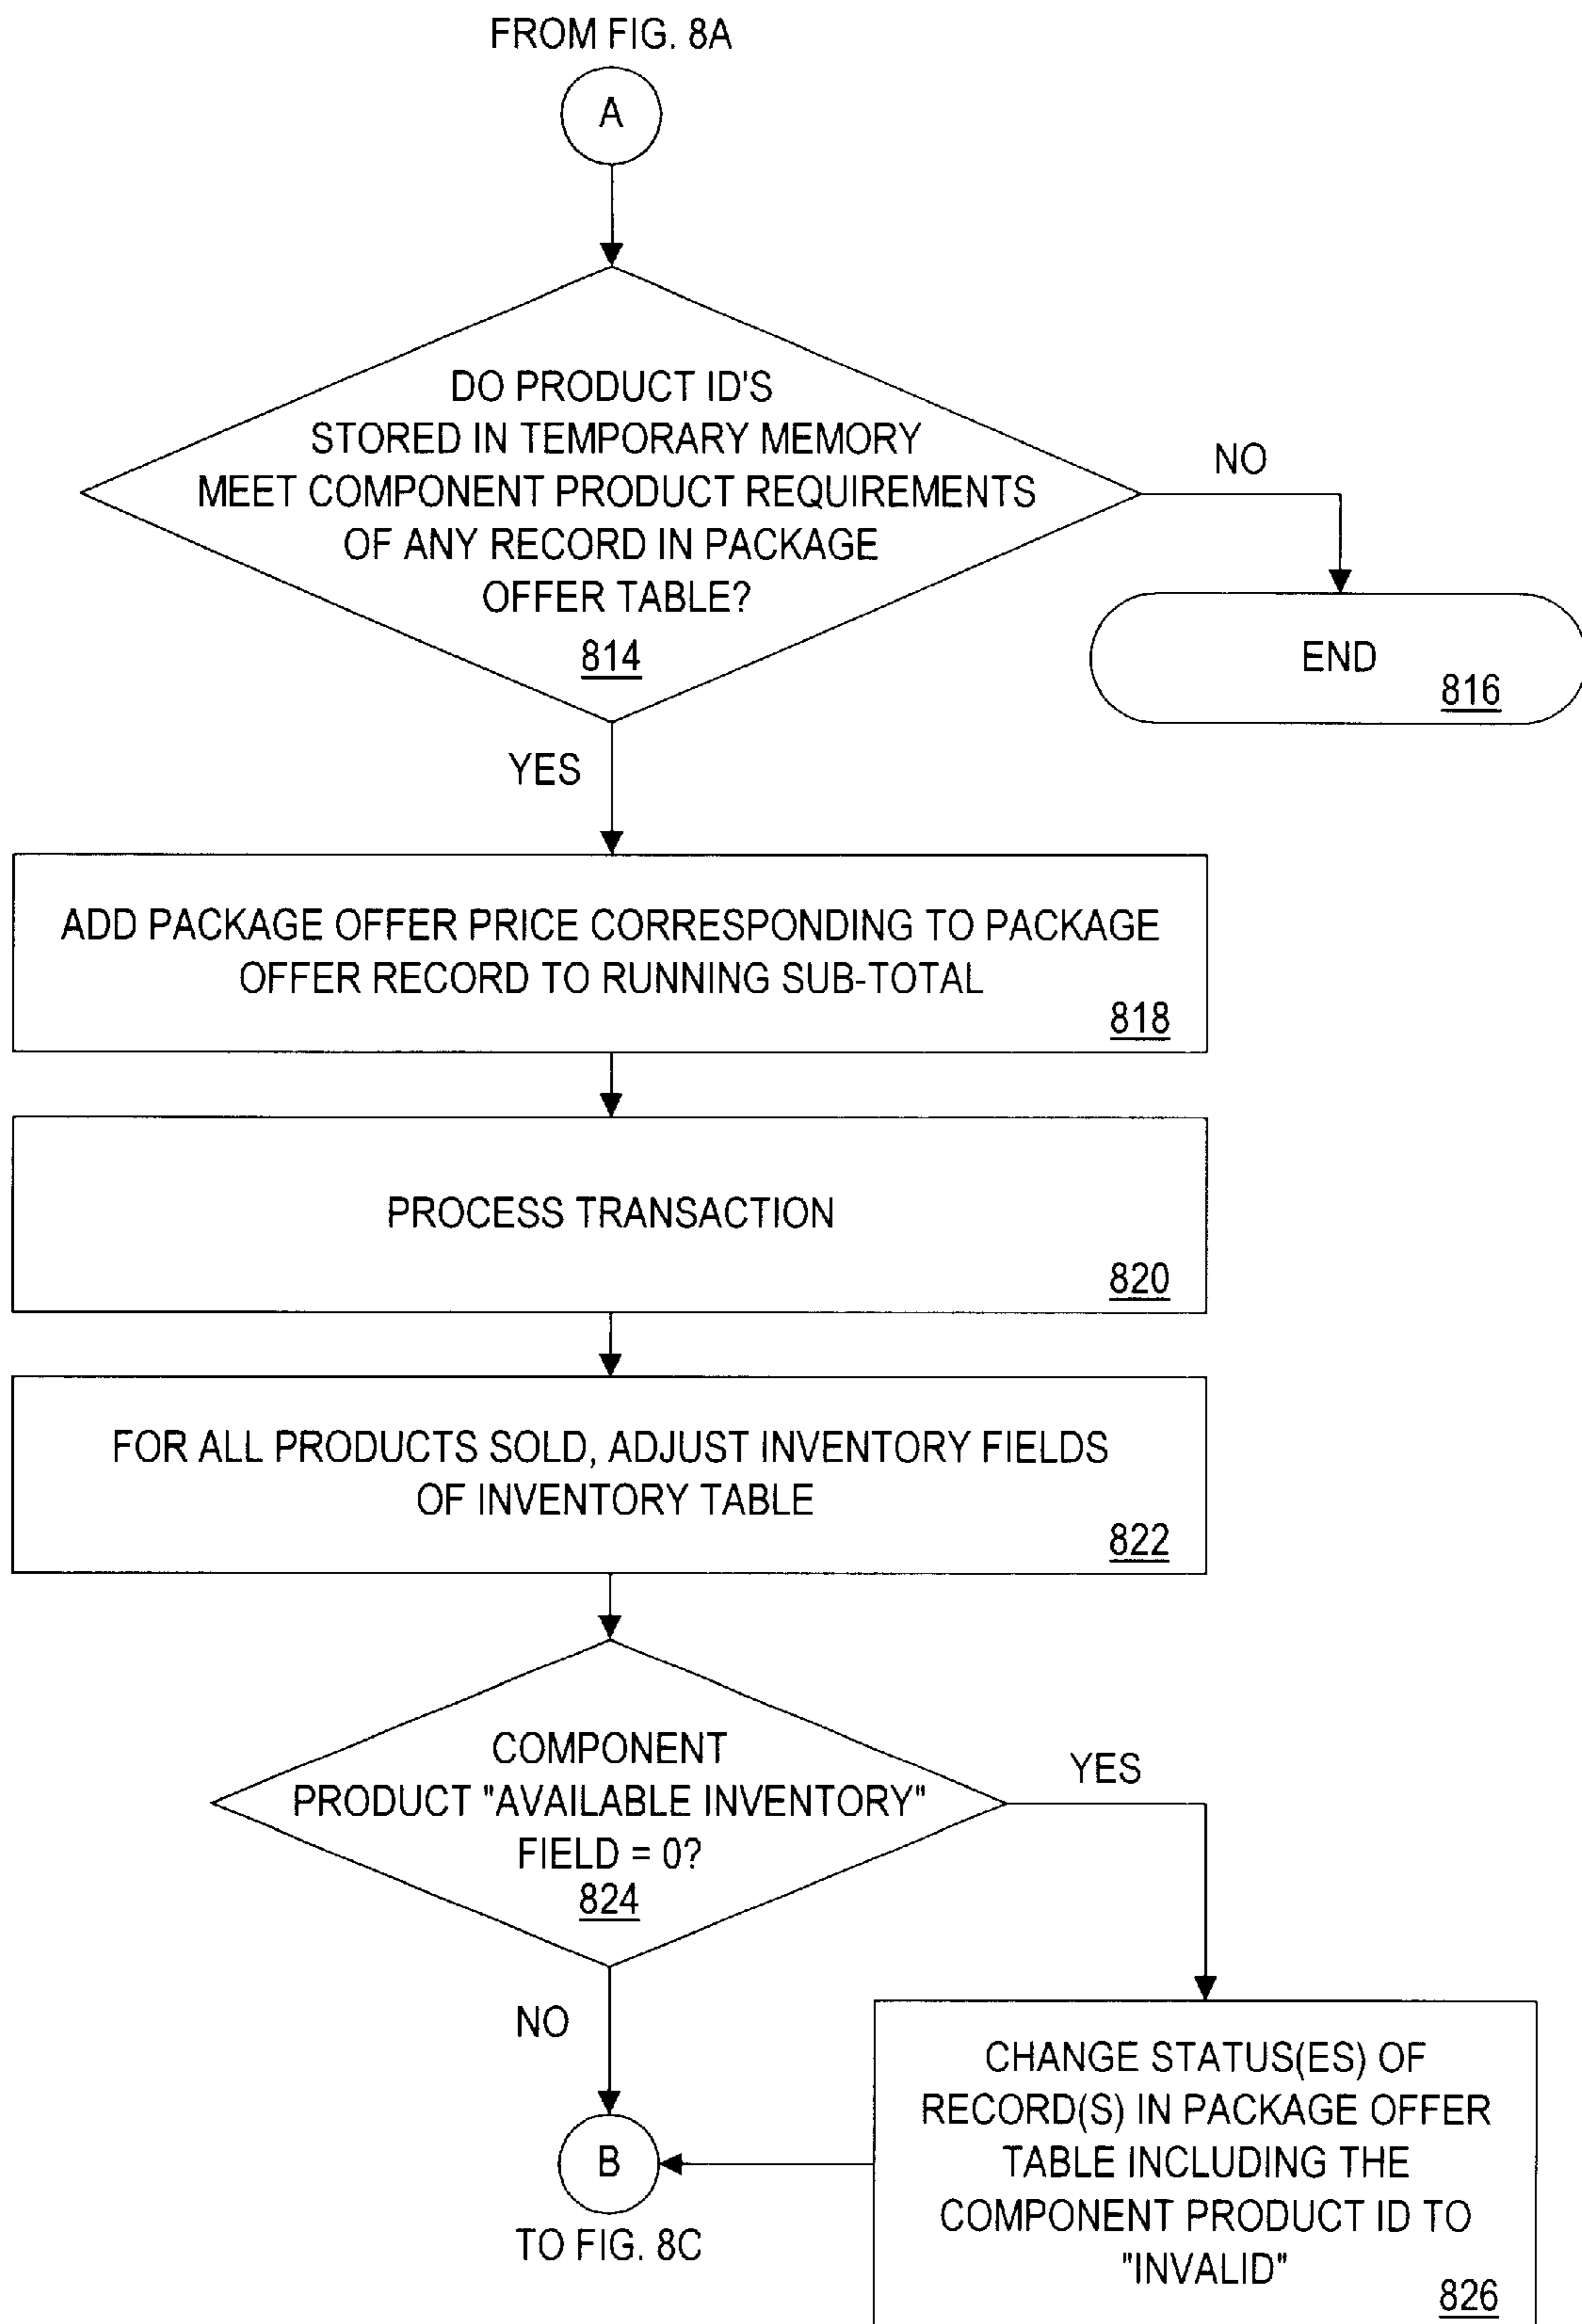 FROM FIG. 8A
A
DO PRODUCT ID'S
STORED IN TEMPORARY MEMORY
MEET COMPONENT PRODUCT REQUIREMENTS
OF ANY RECORD IN PACKAGE
OFFER TABLE?
814
NO
END
816
YES
ADD PACKAGE OFFER PRICE CORRESPONDING TO PACKAGE
OFFER RECORD TO RUNNING SUB-TOTAL
818
PROCESS TRANSACTION
820
FOR ALL PRODUCTS SOLD, ADJUST INVENTORY FIELDS
OF INVENTORY TABLE
822
COMPONENT
PRODUCT "AVAILABLE INVENTORY"
FIELD = 0?
824
YES
NO
CHANGE STATUS(ES) OF
RECORD(S) IN PACKAGE OFFER
TABLE INCLUDING THE
COMPONENT PRODUCT ID TO
"INVALID"
826
B
TO FIG. 8C